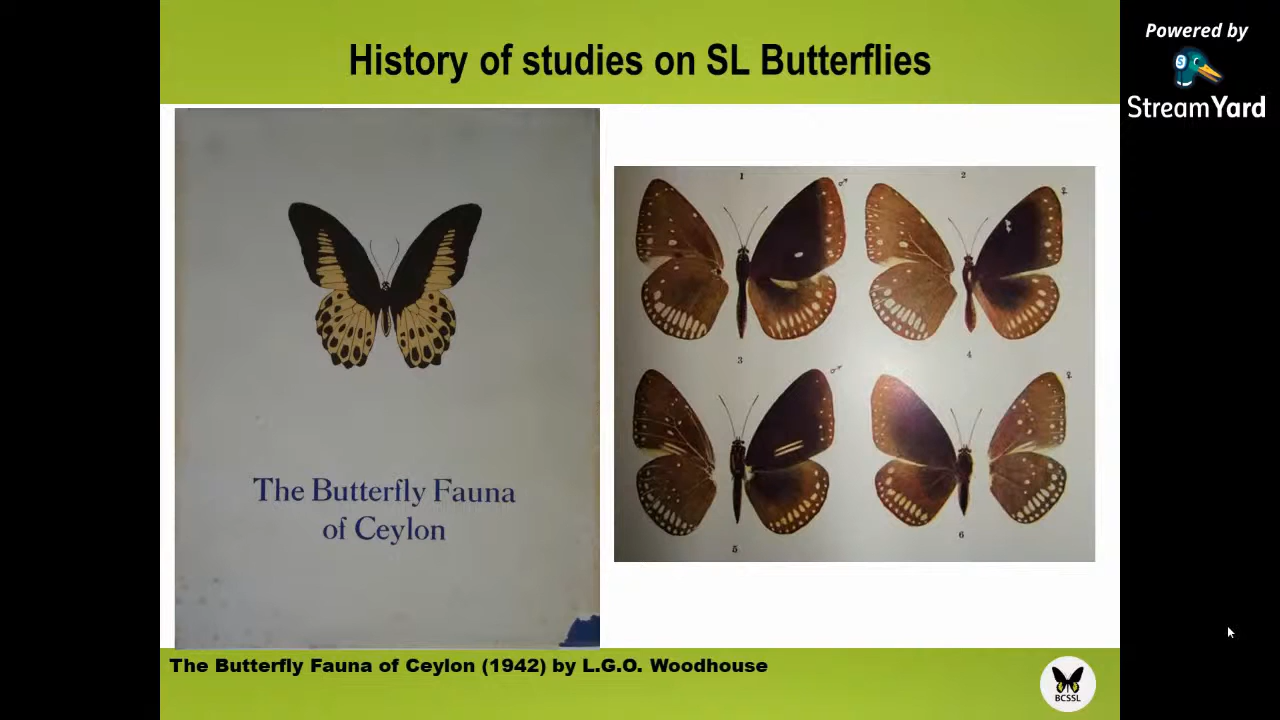 History of studies on SL Butterflies
Powered by
StreamYard
The Butterfly Fauna
of Ceylon
1
2
♂
♀
3
4
♂
♀
5
6
The Butterfly Fauna of Ceylon (1942) by L.G.O. Woodhouse
BCSSL